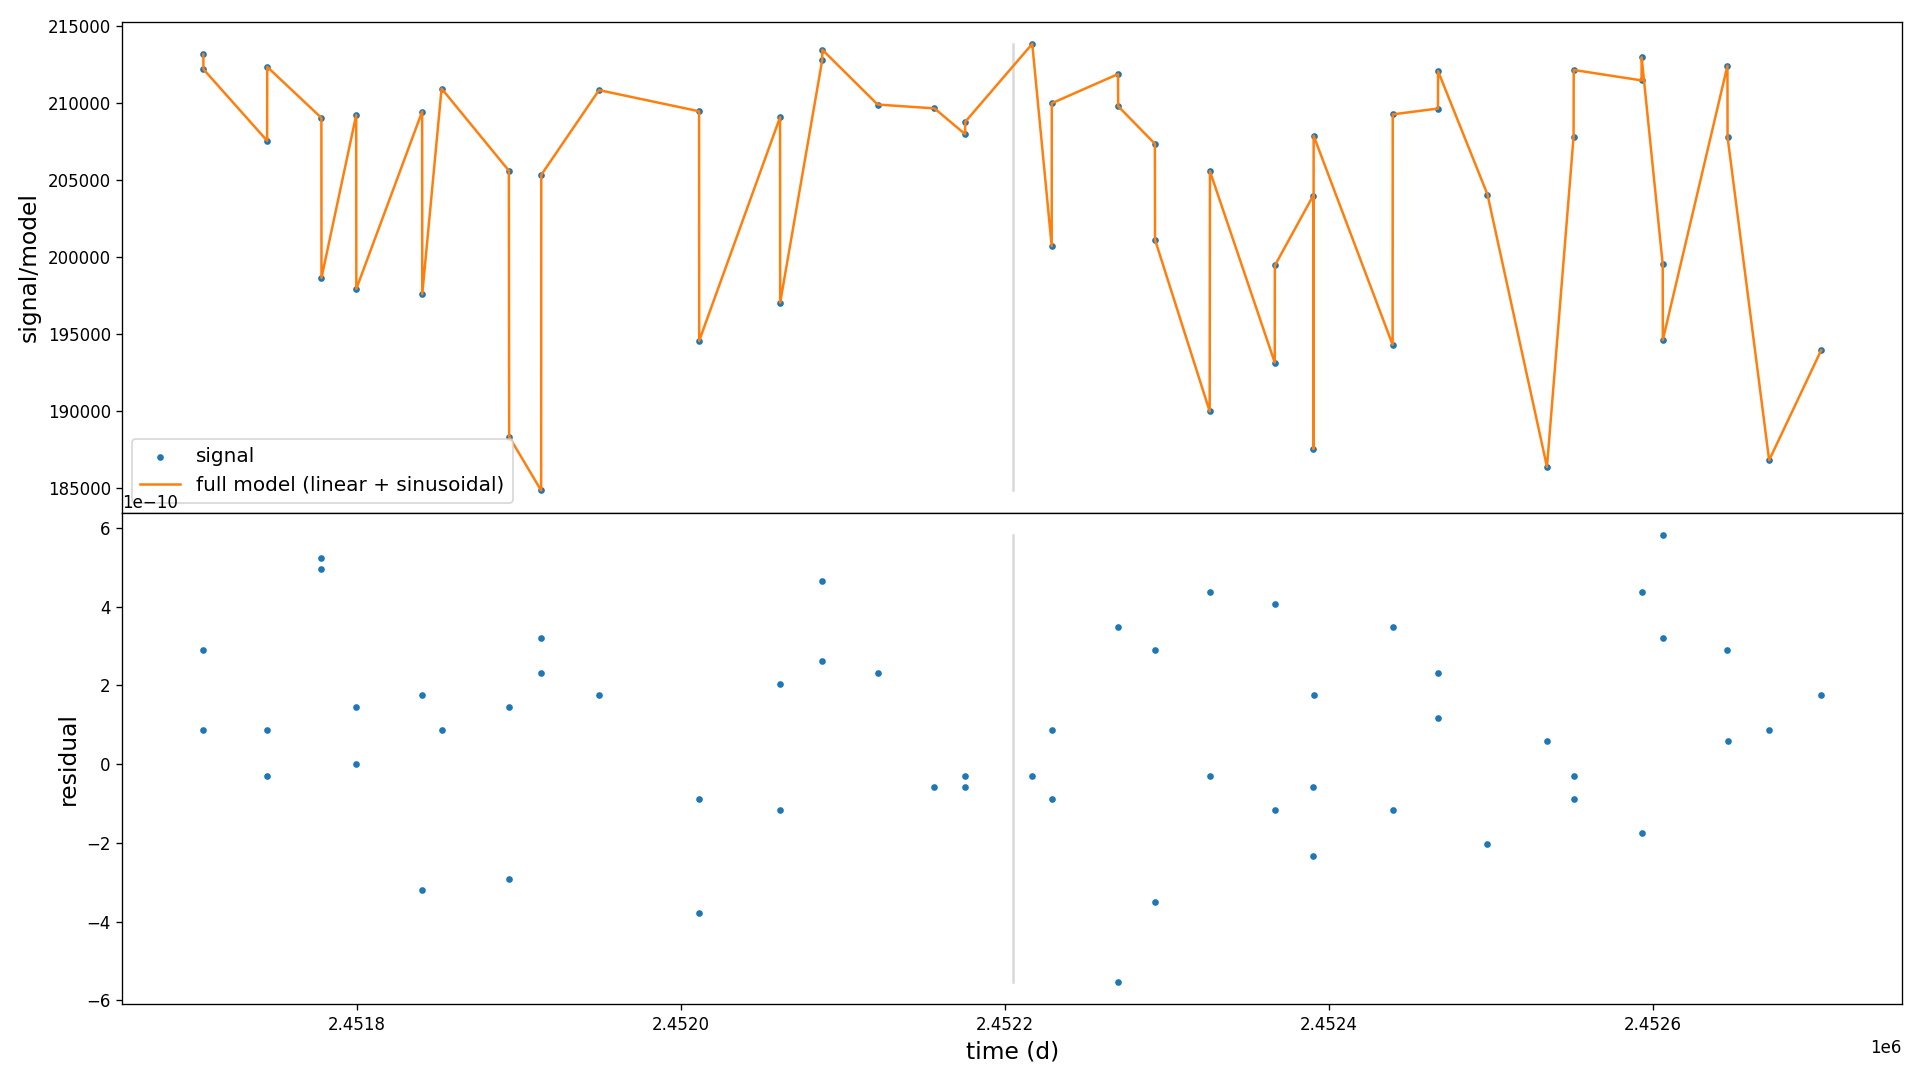 215000
210000
205000
200000
195000
190000
185000
signal/model
signal
full model (linear + sinusoidal)
1e−10
6
4
2
0
−2
−4
−6
residual
2.4518
2.4520
2.4522
2.4524
2.4526
1e6
time (d)